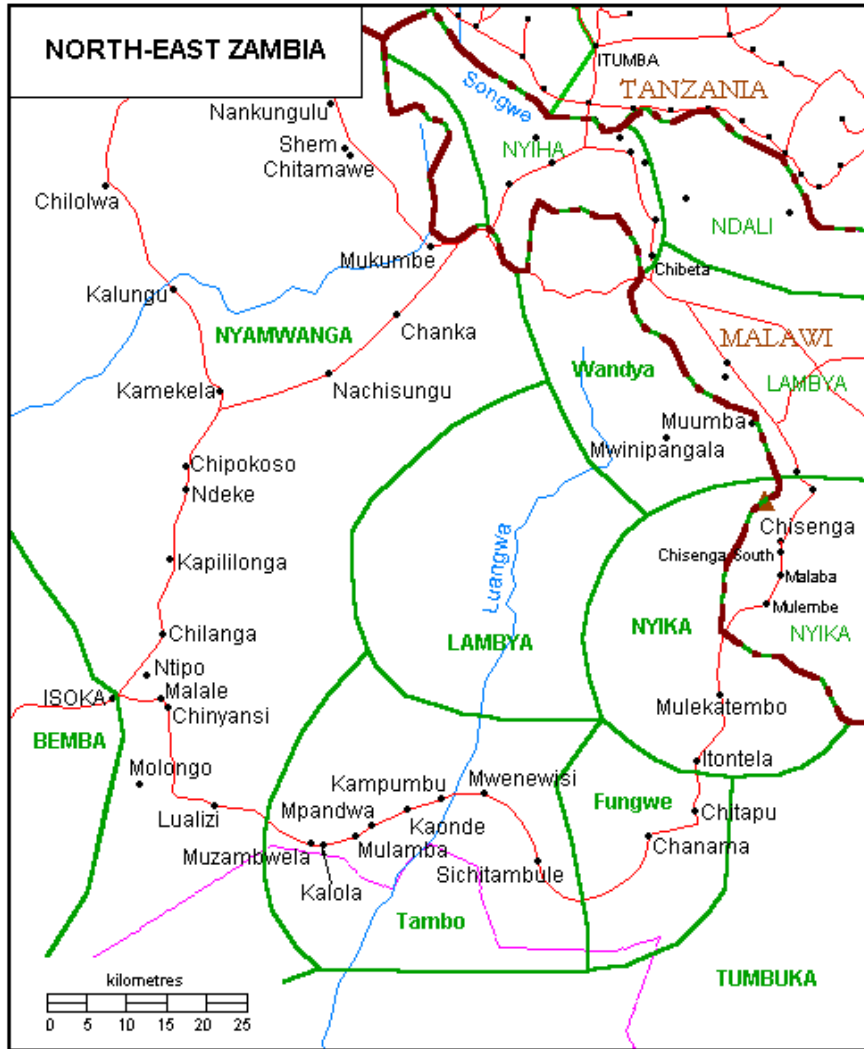 NORTH-EAST ZAMBIA
ITUMBA
TANZANIA
Songwe
Nankungulu
Shem
Chitamawe
NYIHA
Chilolwa
NDALI
Mukumbe
Chibeta
Kalungu
Chanka
NYAMWANGA
MALAWI
Wandya
LAMBYA
Kamekela
Nachisungu
Muumba
Mwinipangala
Chipokoso
Ndeke
Chisenga
Luangwa
Kapililonga
Chisenga South
Malaba
Mulembe
Chilanga
LAMBYA
NYIKA
NYIKA
Ntipo
ISOKA
Malale
Chinyansi
Mulekatembo
BEMBA
Molongo
Itontela
Kampumbu
Mwenewisi
Lualizi
Mpandwa
Kaonde
Fungwe
Chitapu
Muzambwela
Mulamba
Chanama
Kalola
Sichitambule
Tambo
TUMBUKA
kilometres
0 5 10 15 20 25